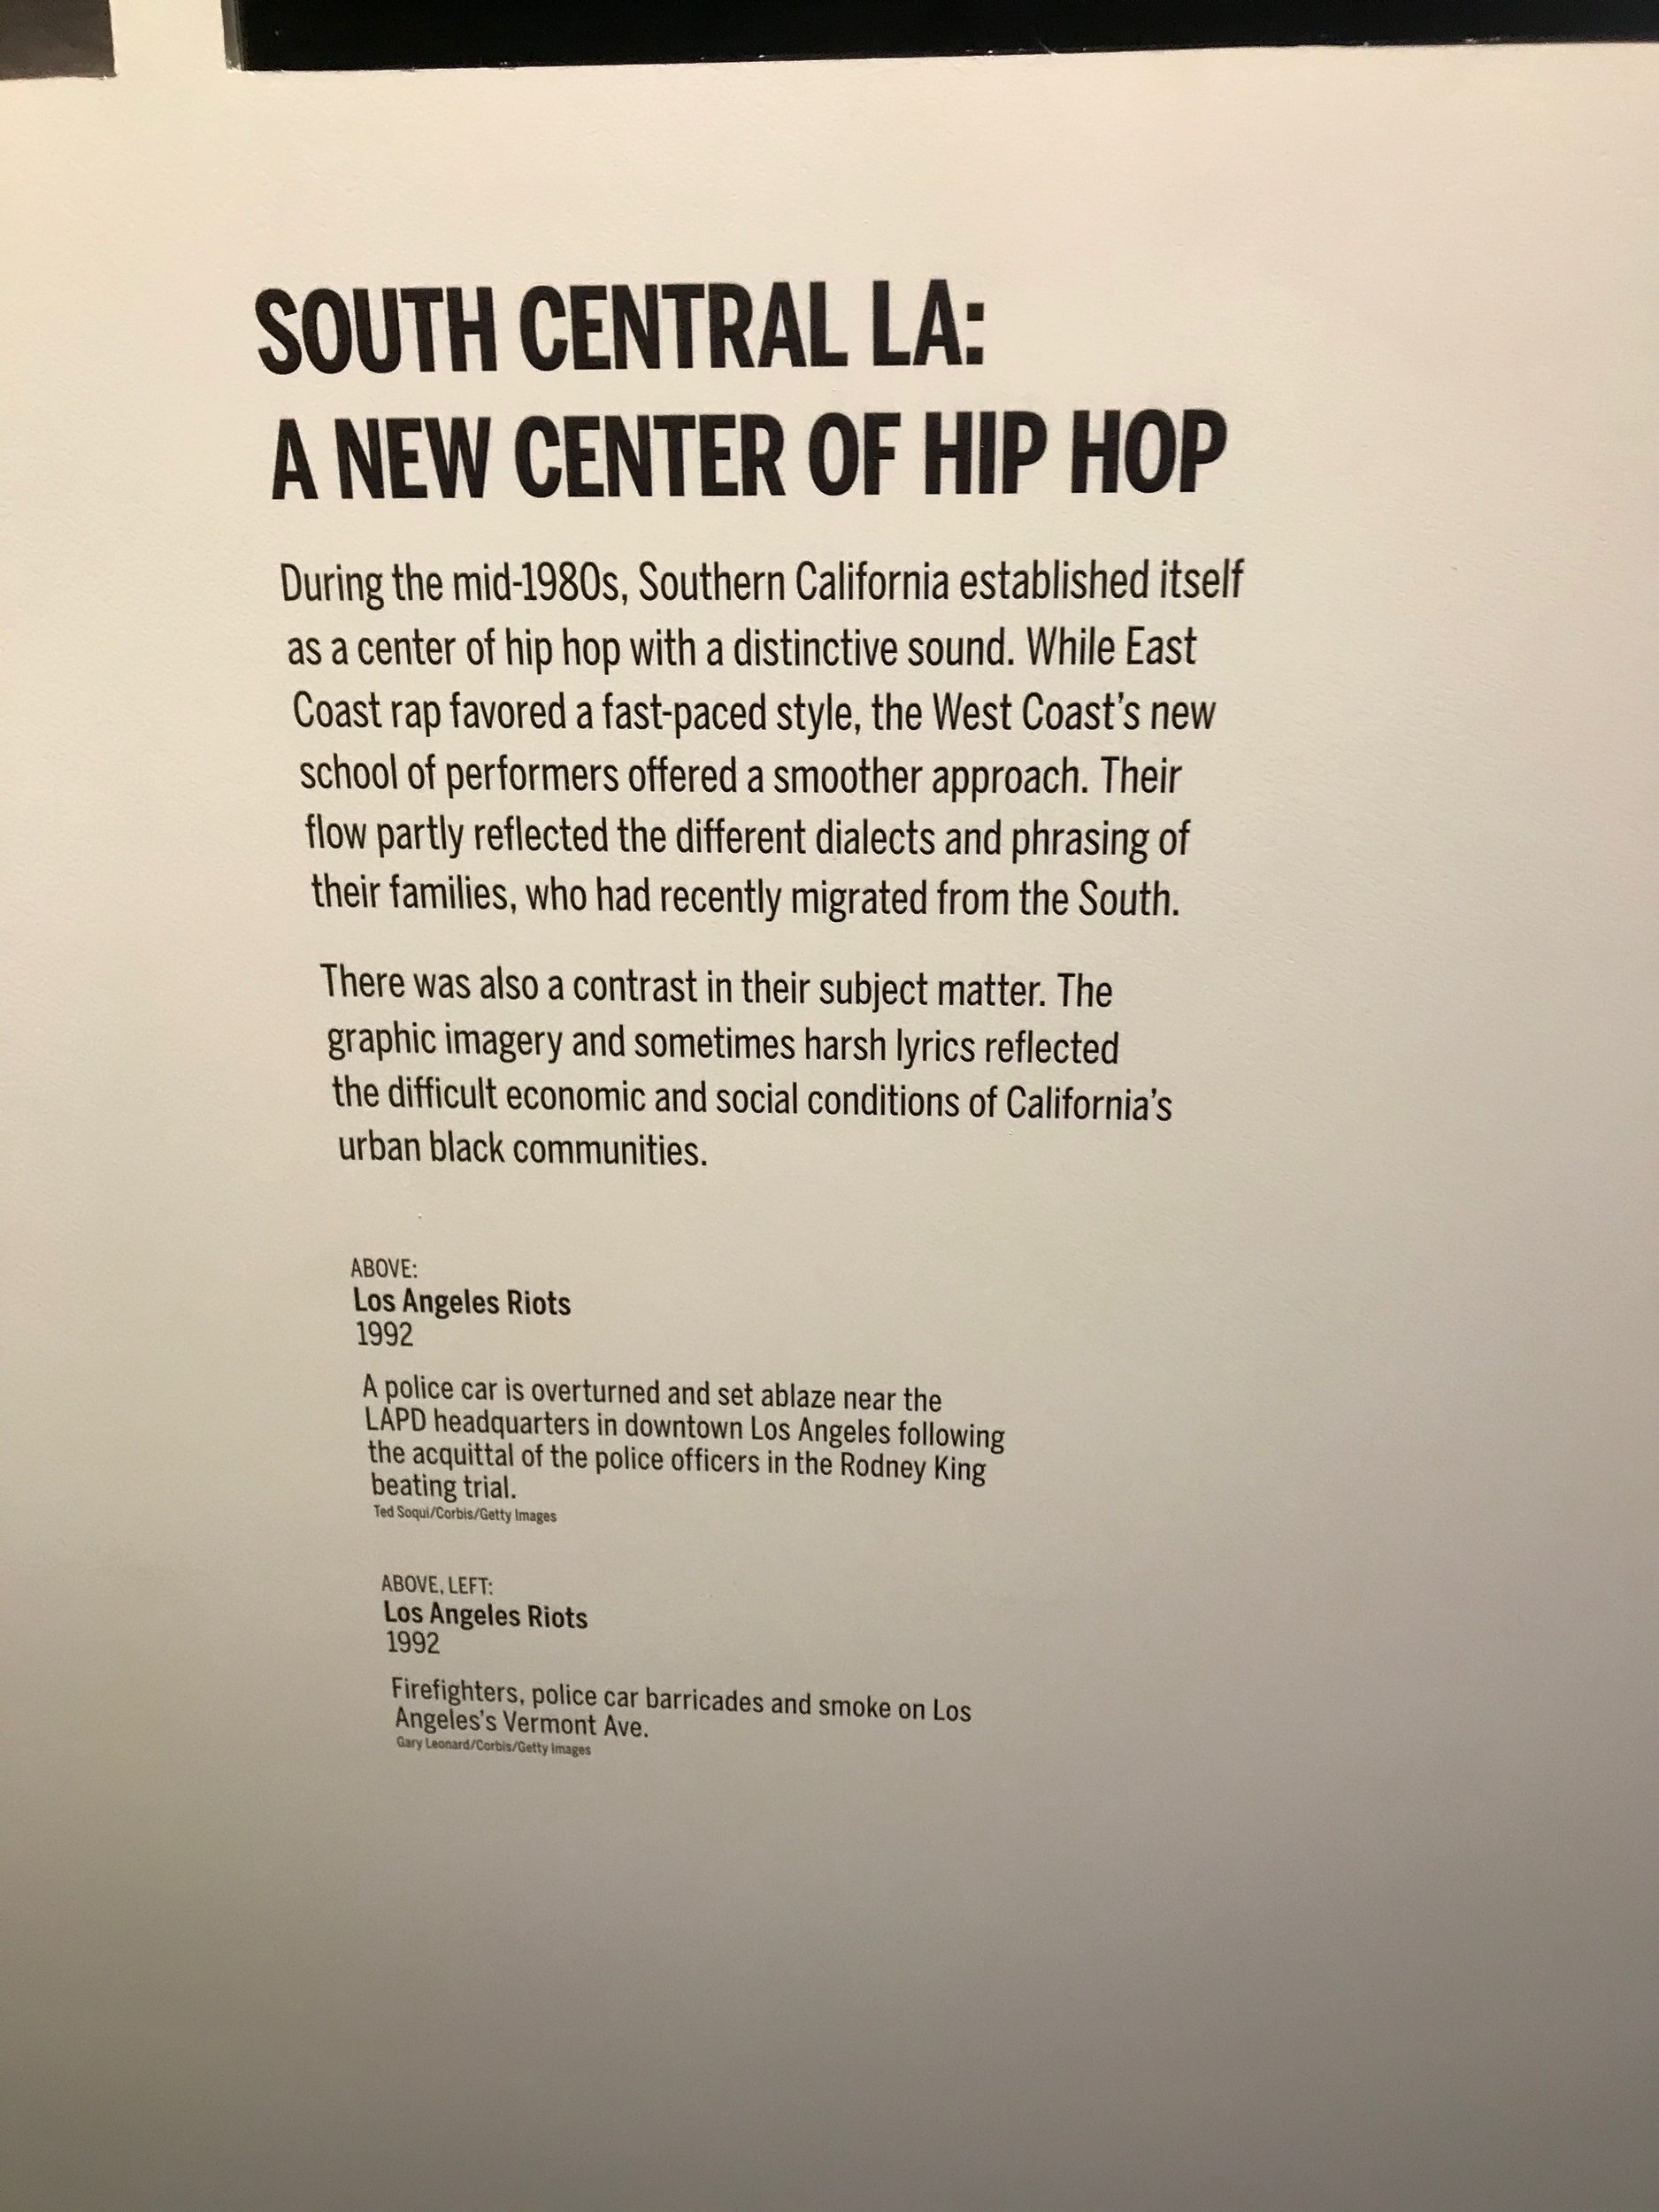 SOUTH CENTRAL LA:
A NEW CENTER OF HIP HOP
During the mid-1980s, Southern California established itself
as a center of hip hop with a distinctive sound. While East
Coast rap favored a fast-paced style, the West Coast's new
school of performers offered a smoother approach. Their
flow partly reflected the different dialects and phrasing of
their families, who had recently migrated from the South.
There was also a contrast in their subject matter. The
graphic imagery and sometimes harsh lyrics reflected
the difficult economic and social conditions of California's
urban black communities.
ABOVE:
Los Angeles Riots
1992
A police car is overturned and set ablaze near the
LAPD headquarters in downtown Los Angeles following
the acquittal of the police officers in the Rodney King
beating trial.
Ted Soqui/Corbis/Getty Images
ABOVE, LEFT:
Los Angeles Riots
1992
Firefighters, police car barricades and smoke on Los
Angeles's Vermont Ave.
Gary Leonard/Corbis/Getty Images